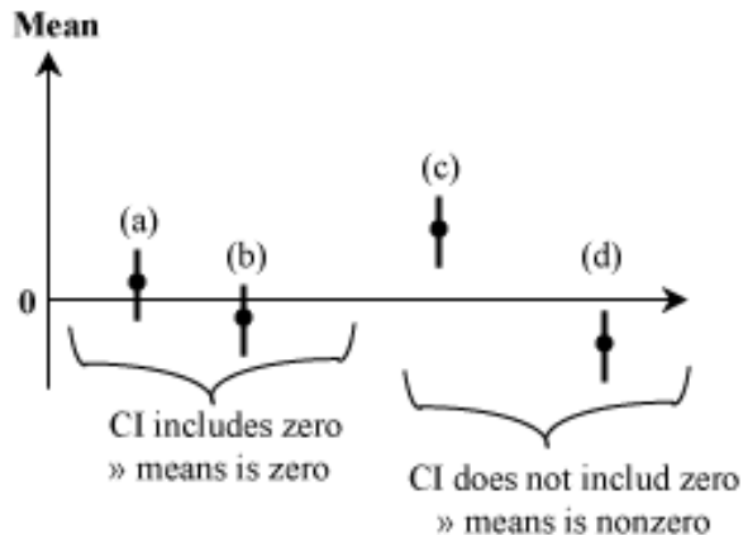 Mean
(c)
(a)
(b)
(d)
0
CI includes zero
» means is zero
CI does not includ zero
» means is nonzero